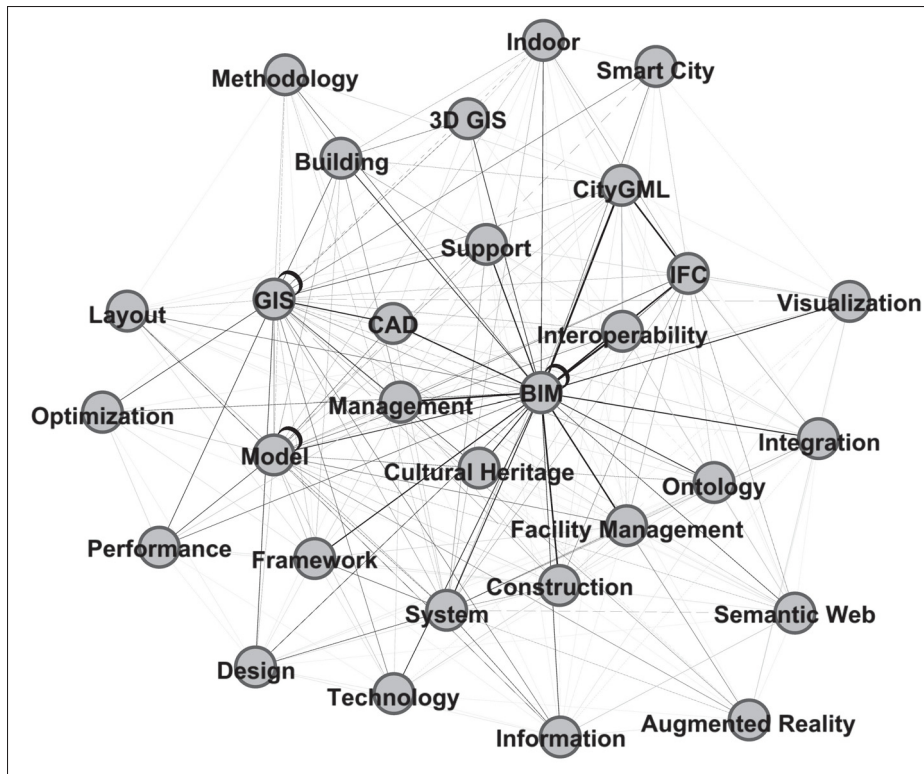 Indoor
Smart City
Methodology
3D GIS
Building
CityGML
Support
IFC
GIS
Visualization
Layout
CAD
Interoperability
BIM
Management
Optimization
Integration
Model
Cultural Heritage
Ontology
Facility Management
Performance
Framework
Construction
System
Semantic Web
Design
Technology
Augmented Reality
Information